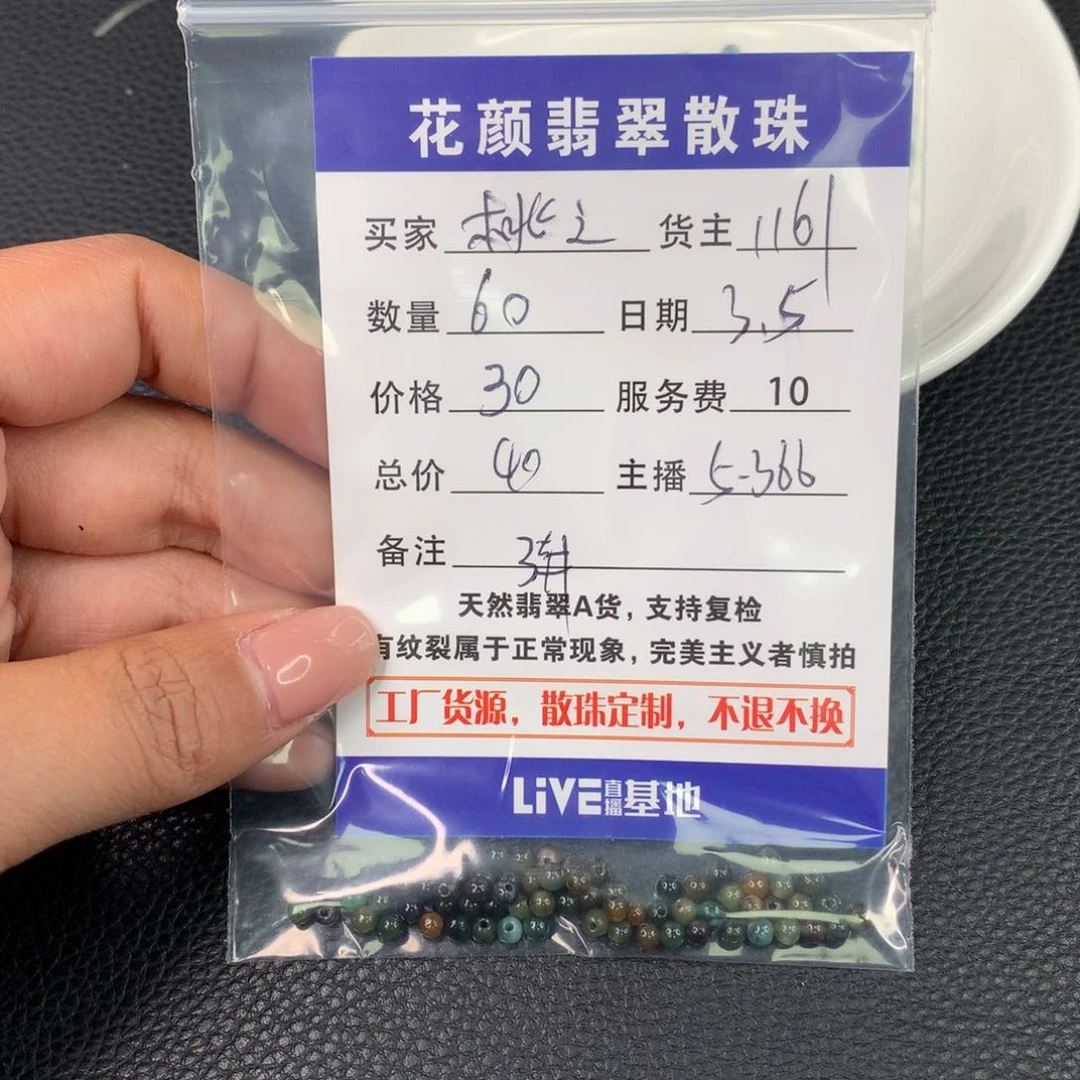 花颜翡翠散珠
买家 桃之 货主 1161
数量 60 日期 3.5
价格 30 服务费 10
总价 40 主播 5-366
备注 3轩
天然翡翠A货，支持复检
有纹裂属于正常现象，完美主义者慎拍
工厂货源，散珠定制，不退不换
LiVE直播基地